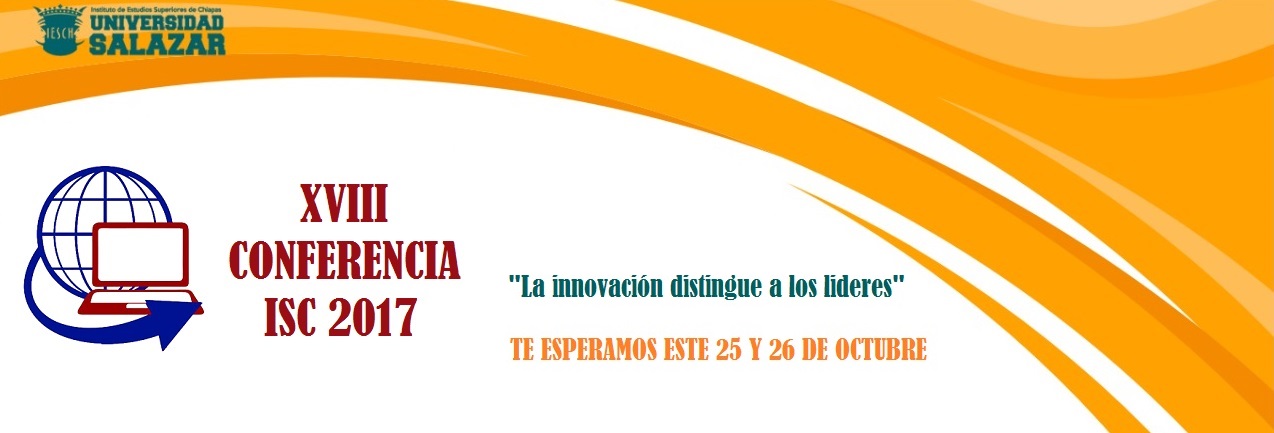 Instituto de Estudios Superiores de Chiapas
IESCH
UNIVERSIDAD
SALAZAR
XVIII
CONFERENCIA
ISC 2017
"La innovación distingue a los lideres"
TE ESPERAMOS ESTE 25 Y 26 DE OCTUBRE